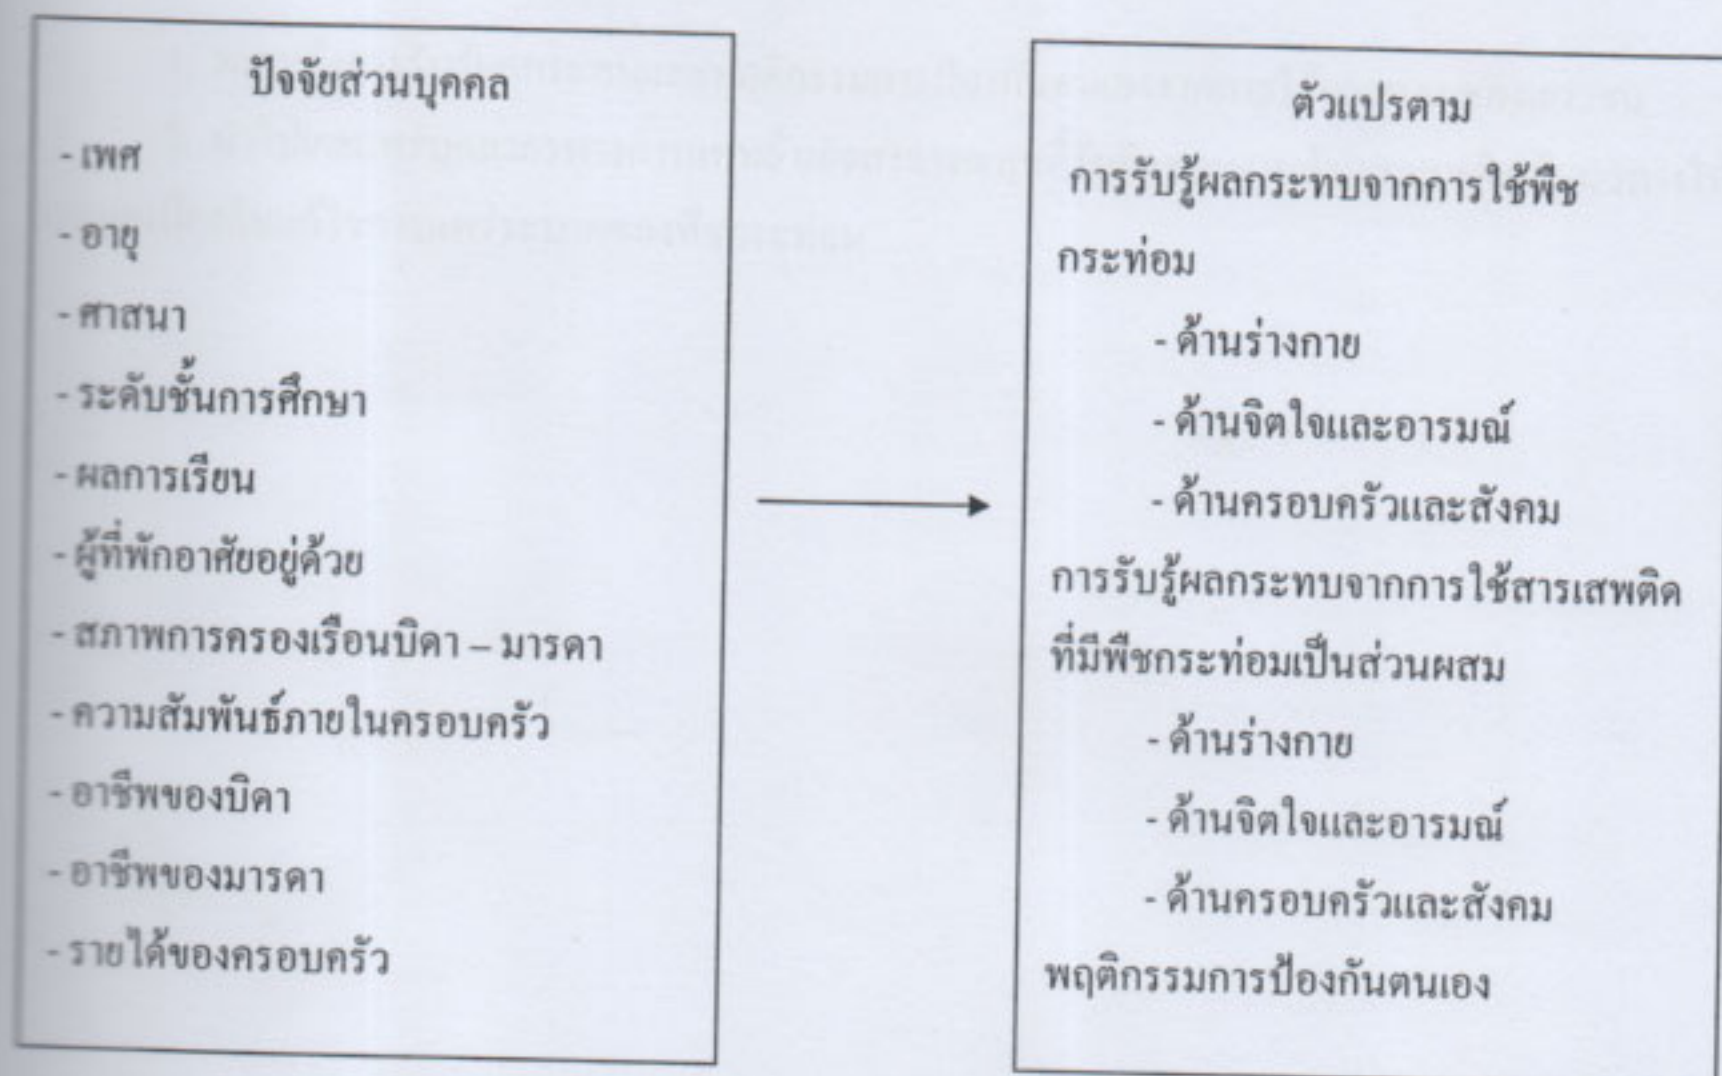 ปัจจัยส่วนบุคคล
- เพศ
- อายุ
- ศาสนา
- ระดับชั้นการศึกษา
- ผลการเรียน
- ผู้ที่พักอาศัยอยู่ด้วย
- สภาพการครองเรือนบิดา – มารดา
- ความสัมพันธ์ภายในครอบครัว
- อาชีพของบิดา
- อาชีพของมารดา
- รายได้ของครอบครัว
ตัวแปรตาม
การรับรู้ผลกระทบจากการใช้พืช
กระท่อม
- ด้านร่างกาย
- ด้านจิตใจและอารมณ์
- ด้านครอบครัวและสังคม
การรับรู้ผลกระทบจากการใช้สารเสพติด
ที่มีพืชกระท่อมเป็นส่วนผสม
- ด้านร่างกาย
- ด้านจิตใจและอารมณ์
- ด้านครอบครัวและสังคม
พฤติกรรมการป้องกันตนเอง